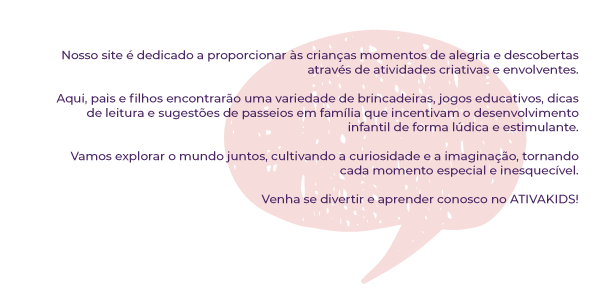 Nosso site é dedicado a proporcionar às crianças momentos de alegria e descobertas
através de atividades criativas e envolventes.
Aqui, pais e filhos encontrarão uma variedade de brincadeiras, jogos educativos, dicas
de leitura e sugestões de passeios em família que incentivam o desenvolvimento
infantil de forma lúdica e estimulante.
Vamos explorar o mundo juntos, cultivando a curiosidade e a imaginação, tornando
cada momento especial e inesquecível.
Venha se divertir e aprender conosco no ATIVAKIDS!